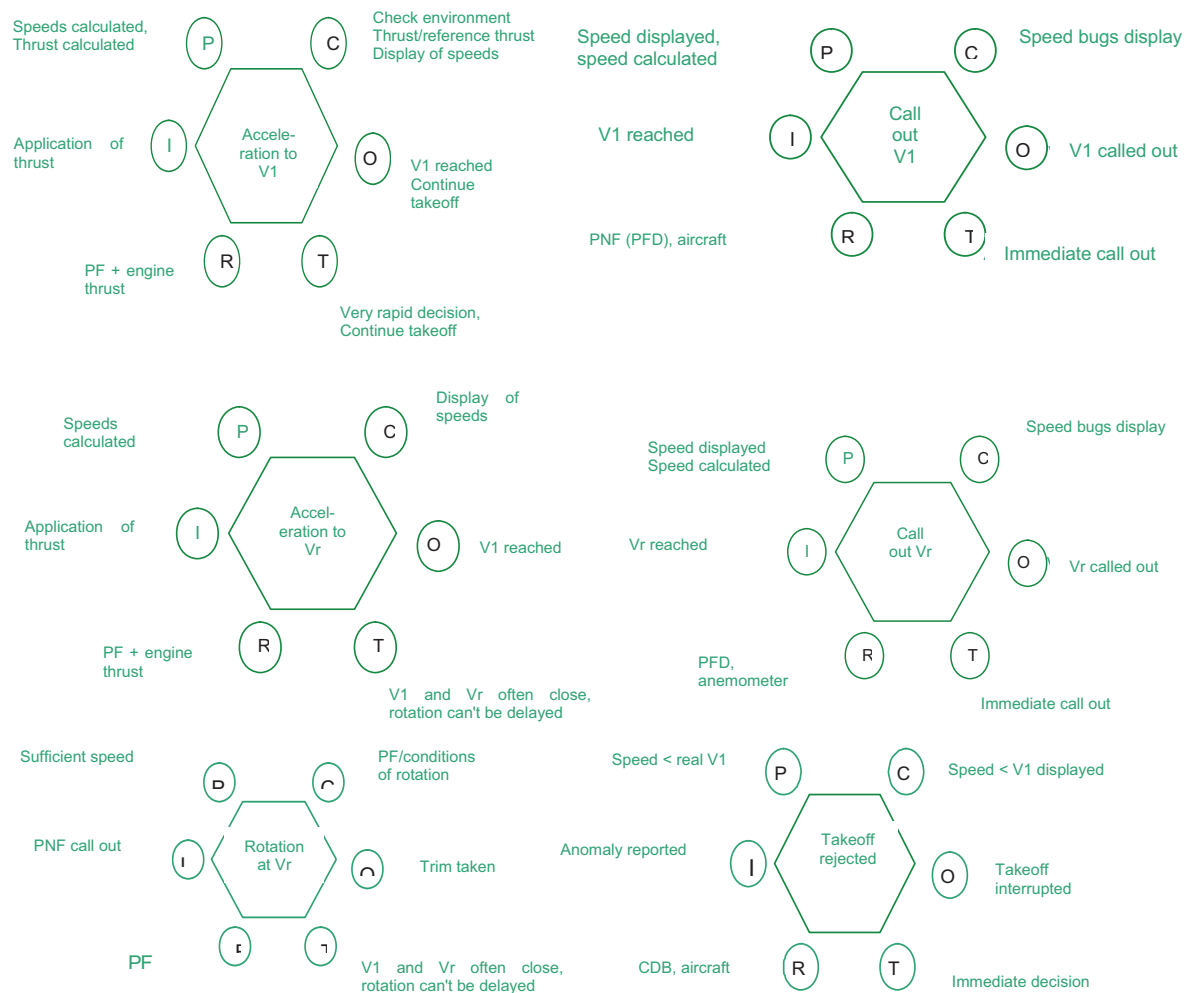 Speeds calculated,
Thrust calculated
P
C
Check environment
Thrust/reference thrust
Display of speeds
Application of
thrust
I
Accele-
ration to
V1
O
V1 reached
Continue
takeoff
PF + engine
thrust
R
T
Very rapid decision,
Continue takeoff
Speed displayed,
speed calculated
P
C
Speed bugs display
V1 reached
I
Call
out
V1
O
V1 called out
PNF (PFD), aircraft
R
T
Immediate call out
Speeds
calculated
P
C
Display of
speeds
Application of
thrust
I
Accel-
eration to
Vr
O
V1 reached
PF + engine
thrust
R
T
V1 and Vr often close,
rotation can't be delayed
Speed displayed
Speed calculated
P
C
Speed bugs display
Vr reached
I
Call
out Vr
O
Vr called out
PFD,
anemometer
R
T
Immediate call out
Sufficient speed
P
C
PF/conditions
of rotation
PNF call out
I
Rotation
at Vr
O
Trim taken
PF
V1 and Vr often close,
rotation can't be delayed
Speed < real V1
P
C
Speed < V1 displayed
Anomaly reported
I
Takeoff
rejected
O
Takeoff
interrupted
CDB, aircraft
R
T
Immediate decision